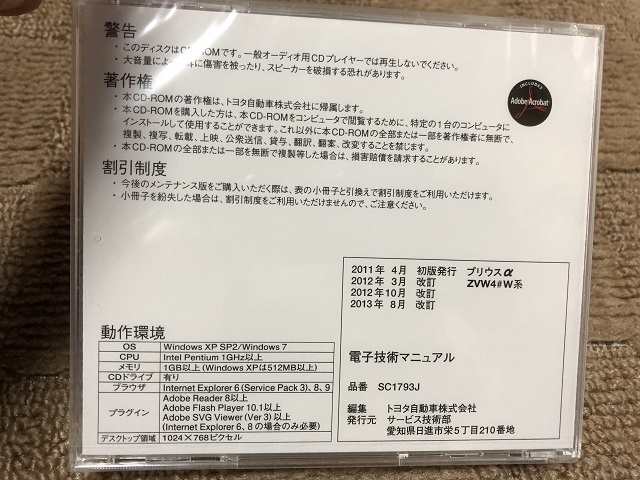 警告
・このディスクはCD-ROMです。一般オーディオ用CDプレイヤーでは再生しないでください。
・大音量によ 耳に傷害を被ったり、スピーカーを破損する恐れがあります。
著作権
・本CD-ROMの著作権は、トヨタ自動車株式会社に帰属します。
・本CD-ROMを購入した方は、本CD-ROMをコンピュータで閲覧するために、特定の1台のコンピュータに
インストールして使用することができます。これ以外に本CD-ROMの全部または一部を著作権者に無断で、
複製、複写、転載、上映、公衆送信、貸与、翻訳、翻案、改変することを禁じます。
・本CD-ROMの全部または一部を無断で複製等した場合は、損害賠償を請求することがあります。
INCLUDES
Adobe Acrobat
割引制度
・今後のメンテナンス版をご購入いただく際は、表の小冊子と引換えで割引制度をご利用いただけます。
・小冊子を紛失した場合は、割引制度をご利用いただけませんので、ご注意ください。
2011年 4月 初版発行 プリウスα
2012年 3月 改訂 ZVW4#W系
2012年10月 改訂
2013年 8月 改訂
電子技術マニュアル
品番 SC1793J
編集 トヨタ自動車株式会社
発行元 サービス技術部
愛知県日進市栄5丁目210番地
動作環境
OS Windows XP SP2/Windows 7
CPU Intel Pentium 1GHz以上
メモリ 1GB以上(Windows XPは512MB以上)
CDドライブ 有り
ブラウザ Internet Explorer 6 (Service Pack 3)、8、9
プラグイン Adobe Reader 8以上
Adobe Flash Player 10.1以上
Adobe SVG Viewer (Ver 3) 以上
(Internet Explorer 6、8 の場合のみ必要)
デスクトップ領域 1024×768ピクセル